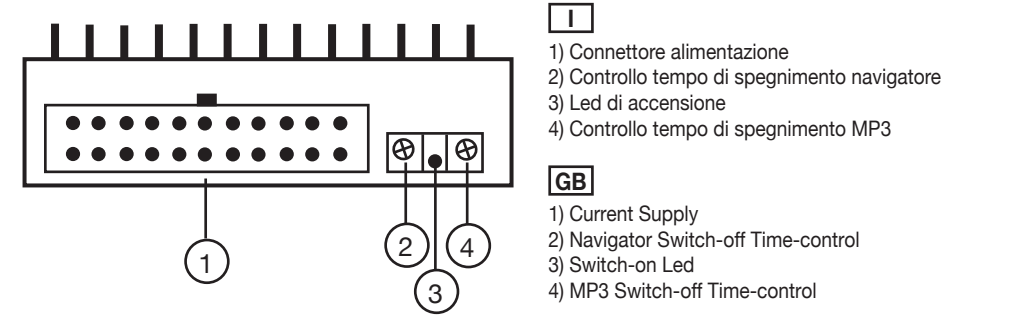 I
1) Connettore alimentazione
2) Controllo tempo di spegnimento navigatore
3) Led di accensione
4) Controllo tempo di spegnimento MP3
GB
1) Current Supply
2) Navigator Switch-off Time-control
3) Switch-on Led
4) MP3 Switch-off Time-control
1
2
4
3